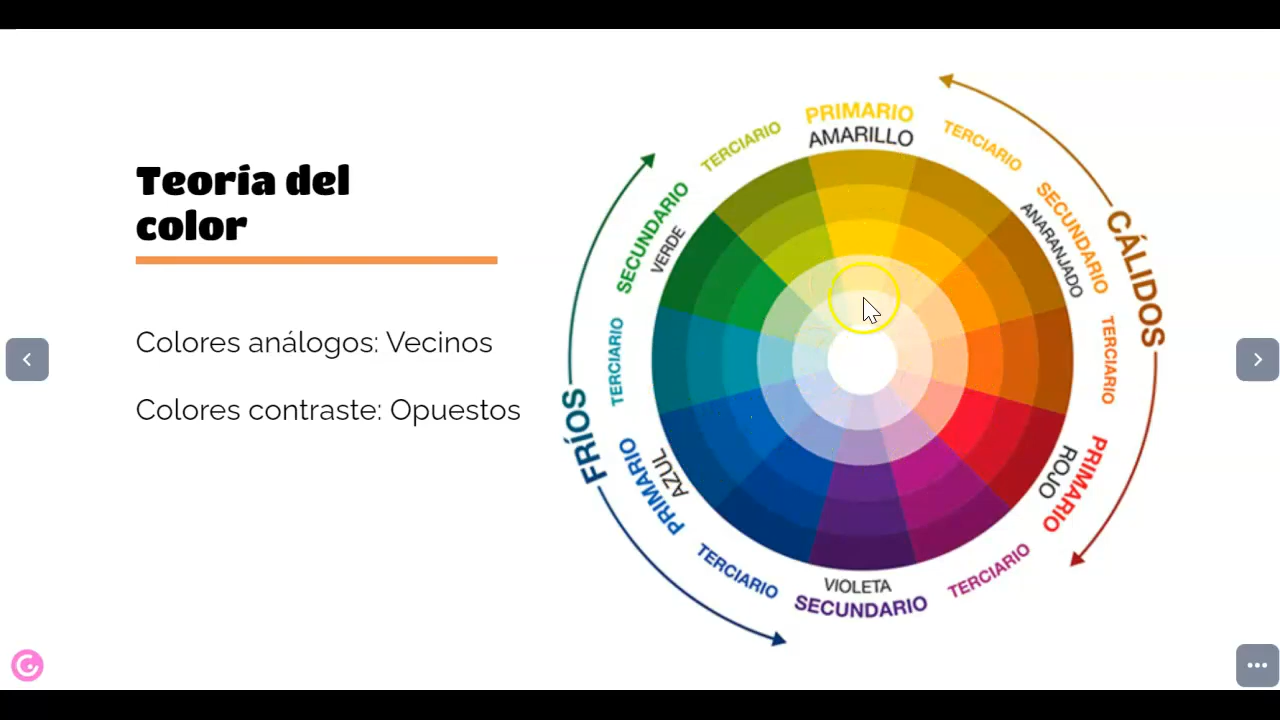 Teoría del
color
Colores análogos: Vecinos
Colores contraste: Opuestos
PRIMARIO
AMARILLO
TERCIARIO
SECUNDARIO
ANARANJADO
CÁLIDOS
TERCIARIO
PRIMARIO
ROJO
TERCIARIO
VIOLETA
SECUNDARIO
TERCIARIO
PRIMARIO
AZUL
FRÍOS
TERCIARIO
SECUNDARIO
VERDE
TERCIARIO